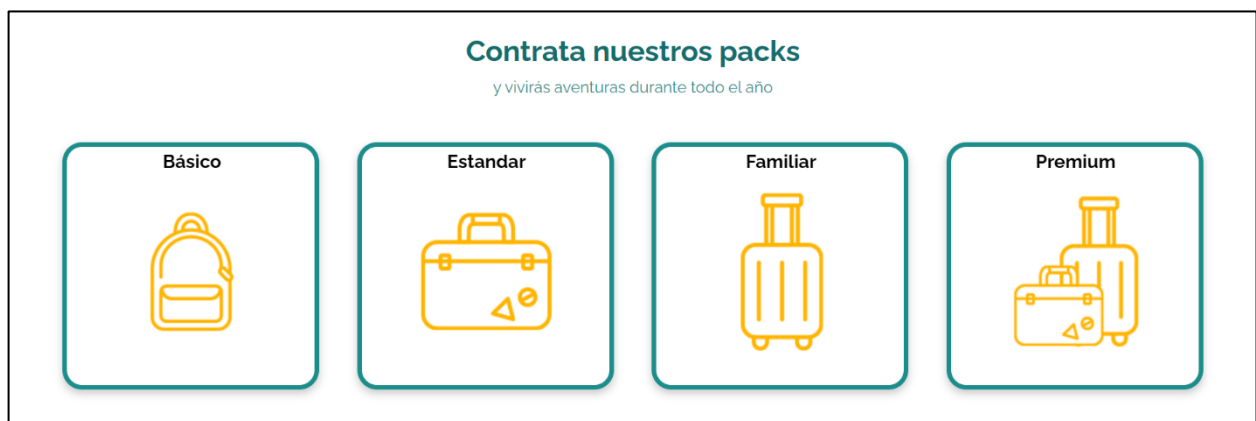 Contrata nuestros packs
y vivirás aventuras durante todo el año
Básico
Estandar
Familiar
Premium